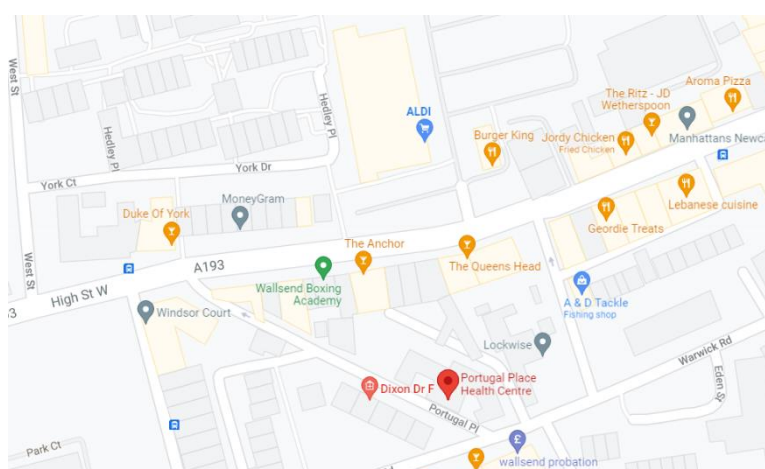 West St
Hedley Pl
Hedley Pl
ALDI
Aroma Pizza
The Ritz - JD
Wetherspoon
Burger King
Jordy Chicken
Fried Chicken
Manhattans Newca
York Dr
York Ct
MoneyGram
Duke Of York
Lebanese cuisine
Geordie Treats
The Anchor
West St
A193
The Queens Head
High St W
Wallsend Boxing
Academy
A & D Tackle
Fishing shop
Windsor Court
Lockwise
Warwick Rd
Eden St
Dixon Dr F
Portugal Place
Health Centre
Portugal Pl
Park Ct
wallsend probation